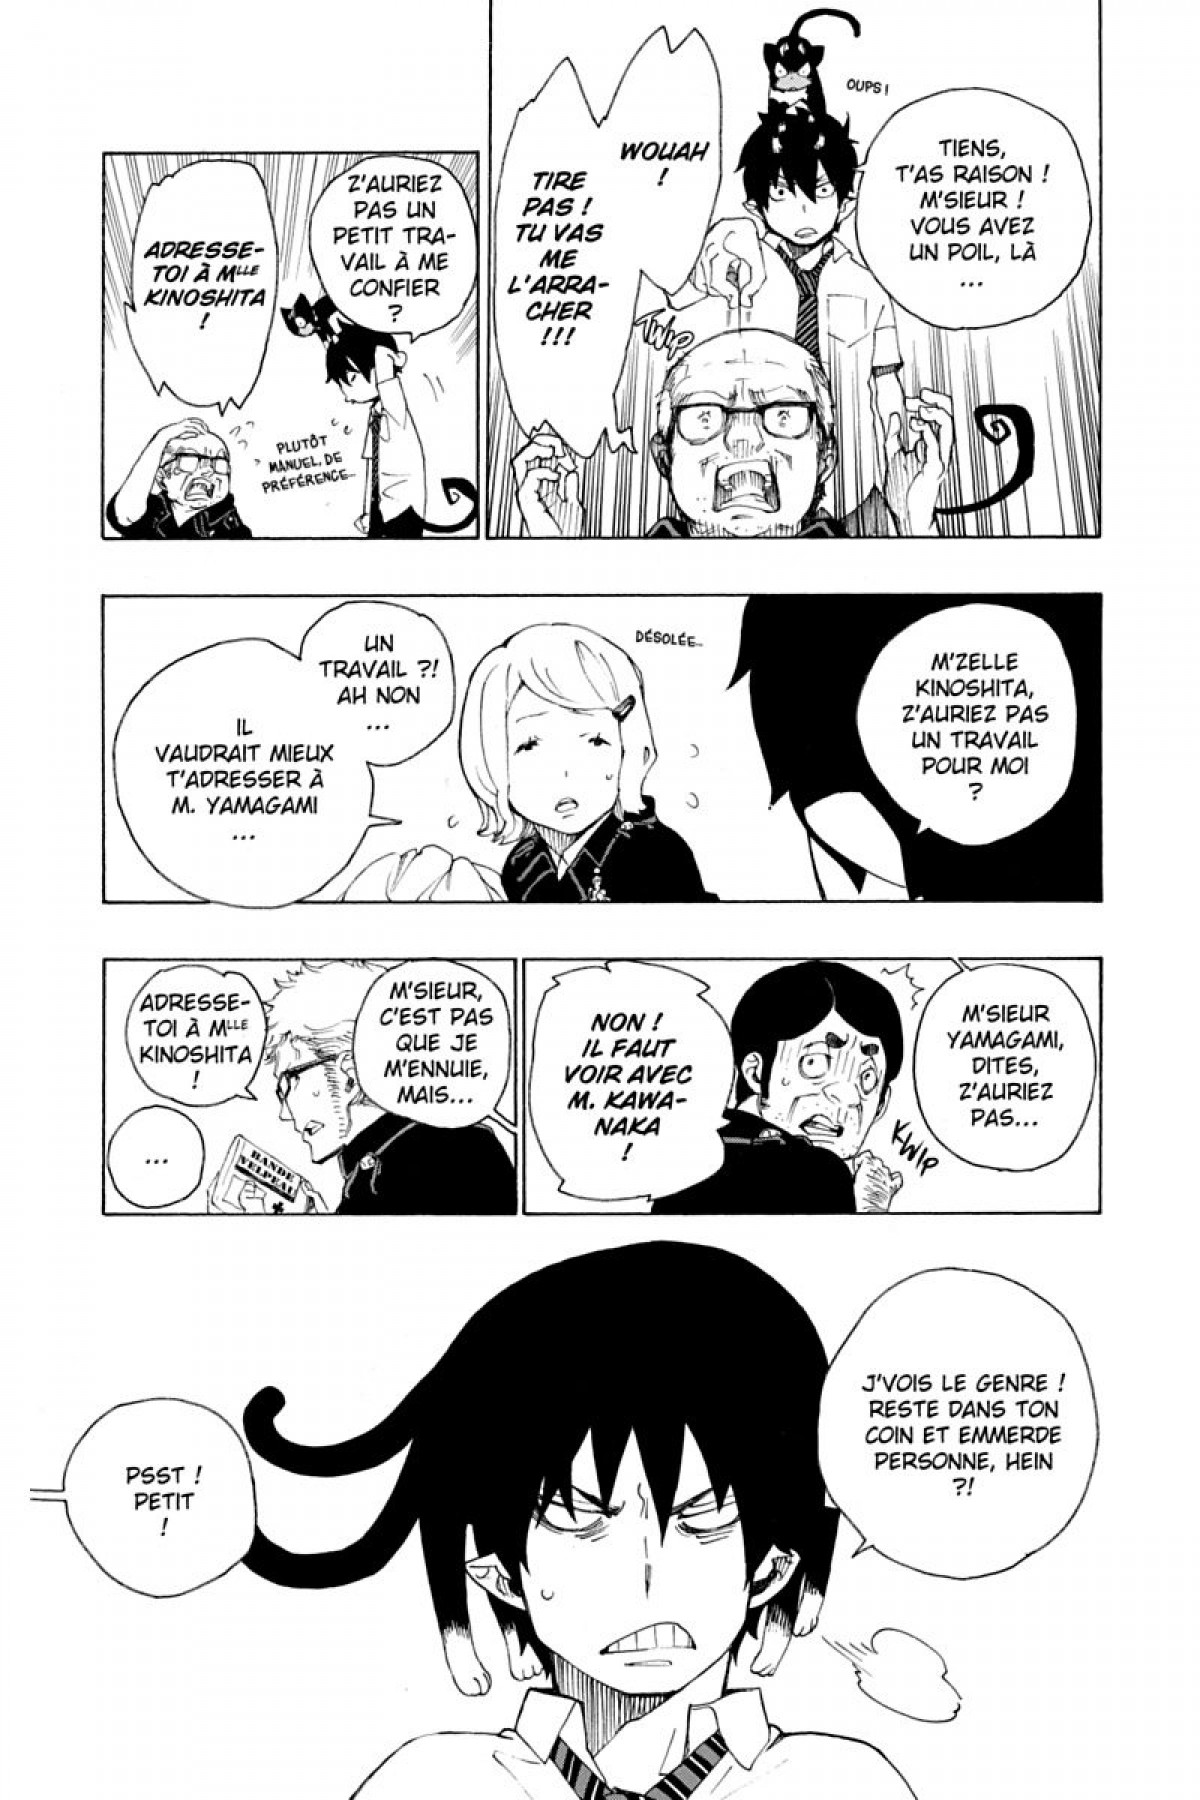 OUPS !
TIENS,
T'AS RAISON !
M'SIEUR !
VOUS AVEZ
UN POIL, LÀ
...
WOUAH
!
TIRE
PAS !
TU VAS
ME
L'ARRA-
CHER
!!!
KWIP
Z'AURIEZ
PAS UN
PETIT TRA-
VAIL À ME
CONFIER
?
ADRESSE-
TOI À MLLE
KINOSHITA
!
PLUTÔT
MANUEL, DE
PRÉFÉRENCE...
M'ZELLE
KINOSHITA,
Z'AURIEZ PAS
UN TRAVAIL
POUR MOI
?
DÉSOLÉE...
UN
TRAVAIL ?!
AH NON
...
IL
VAUDRAIT MIEUX
T'ADRESSER À
M. YAMAGAMI
...
M'SIEUR
YAMAGAMI,
DITES,
Z'AURIEZ
PAS...
KWIP
NON !
IL FAUT
VOIR AVEC
M. KAWA-
NAKA
!
M'SIEUR,
C'EST PAS
QUE JE
M'ENNUIE,
MAIS...
ADRESSE-
TOI À MLLE
KINOSHITA
!
...
BANDE
VELPEAU
J'VOIS LE GENRE !
RESTE DANS TON
COIN ET EMMERDE
PERSONNE, HEIN
?!
PSST !
PETIT
!